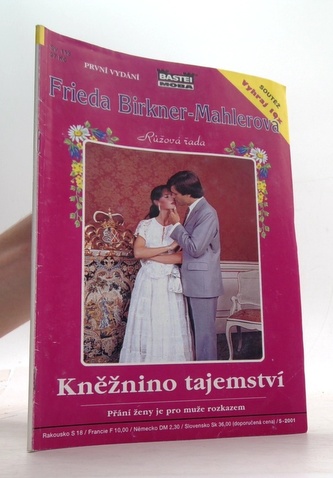 PRVNÍ VYDÁNÍ
BASTEI
MOBA
SOUTĚŽ
Frieda Birkner-Mahlerová
Růžová řada
Kněžnino tajemství
Přání ženy je pro muže rozkazem
Rakousko S 18 / Francie F 10,00 / Německo DM 2,30 / Slovensko Sk 36,00 (doporučená cena) / 5-2001